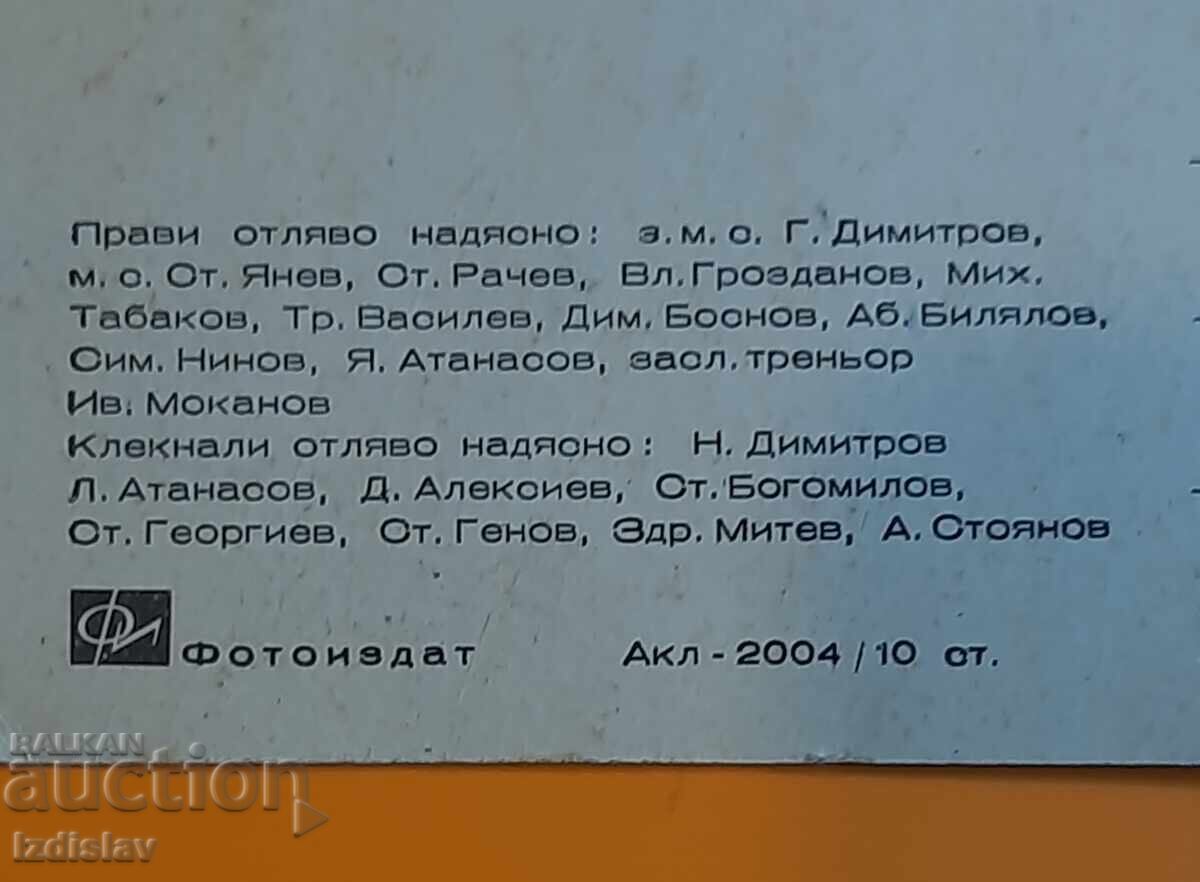 Прави отляво надясно: з.м.с. Г. Димитров,
м.с. Ст. Янев, Ст. Рачев, Вл. Грозданов, Мих.
Табаков, Тр. Василев, Дим. Боснов, Аб. Билялов,
Сим. Нинов, Я. Атанасов, засл. треньор
Ив. Моканов
Клекнали отляво надясно: Н. Димитров
Л. Атанасов, Д. Алексиев, Ст. Богомилов,
Ст. Георгиев, Ст. Генов, Здр. Митев, А. Стоянов
ФИ Фотоиздат Акл - 2004 / 10 ст.
BALKAN
auction
Izdislav